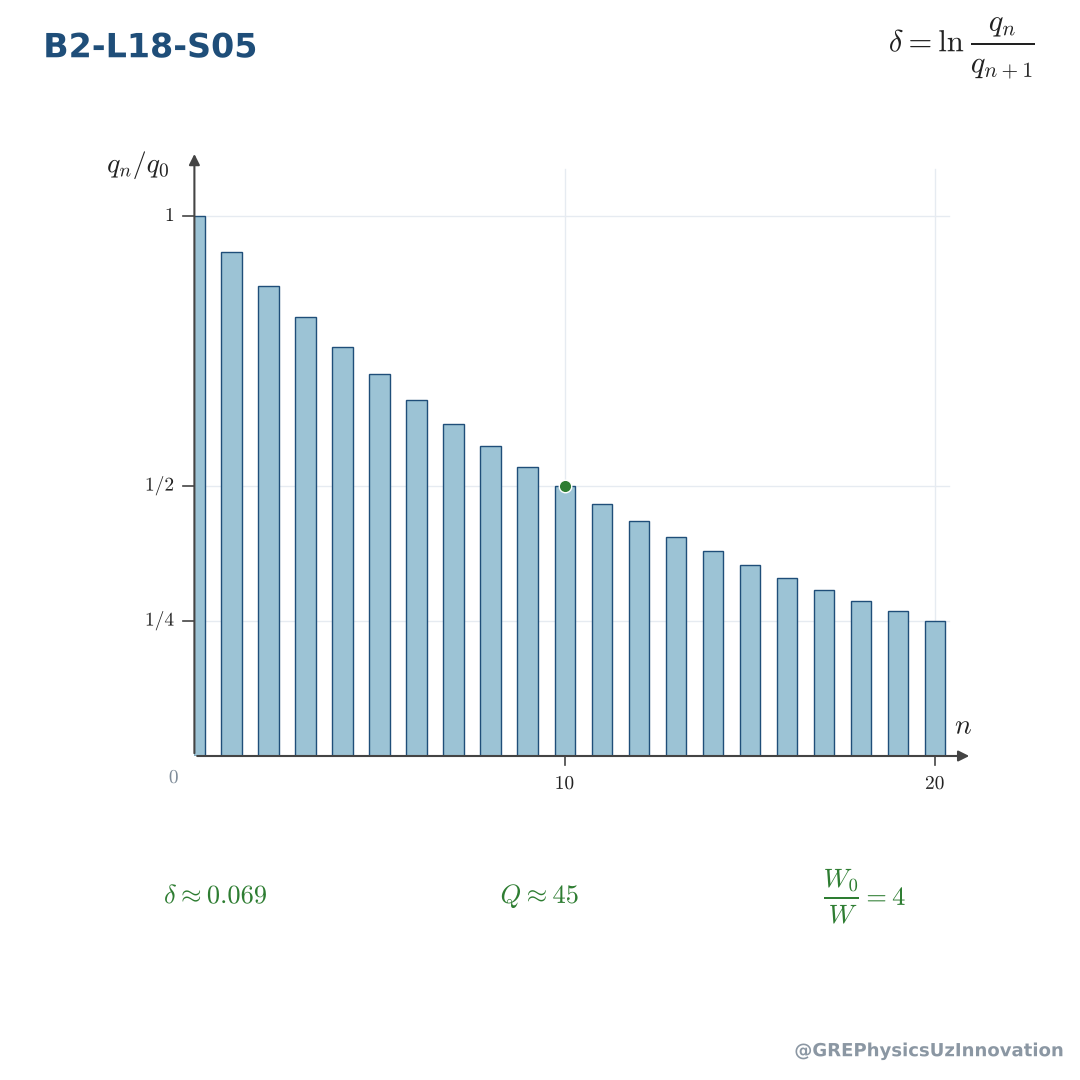 B2-L18-S05
δ = ln qₙ/qₙ₊₁
qₙ/q₀
1
1/2
1/4
n
0
10
20
δ ≈ 0.069
Q ≈ 45
W₀/W = 4
@GREPhysicsUzInnovation